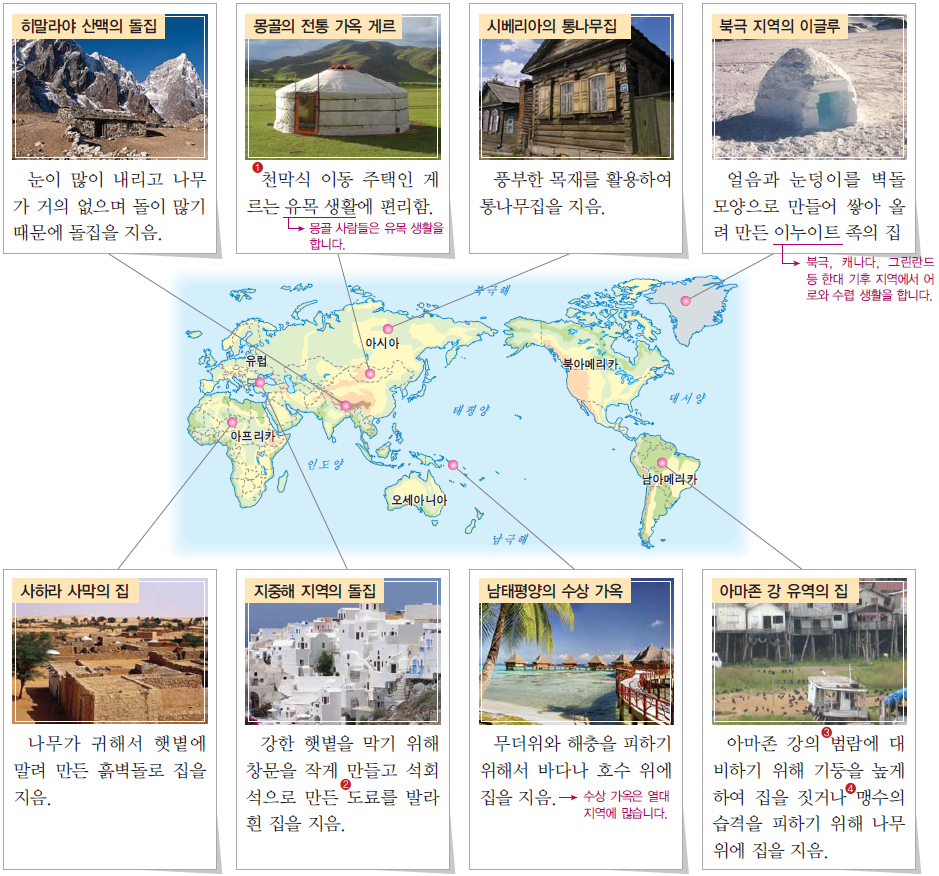 히말라야 산맥의 돌집
눈이 많이 내리고 나무
가 거의 없으며 돌이 많기
때문에 돌집을 지음.
몽골의 전통 가옥 게르
❶천막식 이동 주택인 게
르는 유목 생활에 편리함.
몽골 사람들은 유목 생활을
합니다.
시베리아의 통나무집
풍부한 목재를 활용하여
통나무집을 지음.
북극 지역의 이글루
얼음과 눈덩이를 벽돌
모양으로 만들어 쌓아 올
려 만든 이누이트 족의 집
북극, 캐나다, 그린란드
등 한대 기후 지역에서 어
로와 수렵 생활을 합니다.
북극해
아시아
유럽
북아메리카
대서양
태평양
아프리카
인도양
남아메리카
오세아니아
남극해
사하라 사막의 집
나무가 귀해서 햇볕에
말려 만든 흙벽돌로 집을
지음.
지중해 지역의 돌집
강한 햇볕을 막기 위해
창문을 작게 만들고 석회
석으로 만든 ❷도료를 발라
흰 집을 지음.
남태평양의 수상 가옥
무더위와 해충을 피하기
위해서 바다나 호수 위에
집을 지음.
수상 가옥은 열대
지역에 많습니다.
아마존 강 유역의 집
아마존 강의 ❸범람에 대
비하기 위해 기둥을 높게
하여 집을 짓거나 ❹맹수의
습격을 피하기 위해 나무
위에 집을 지음.